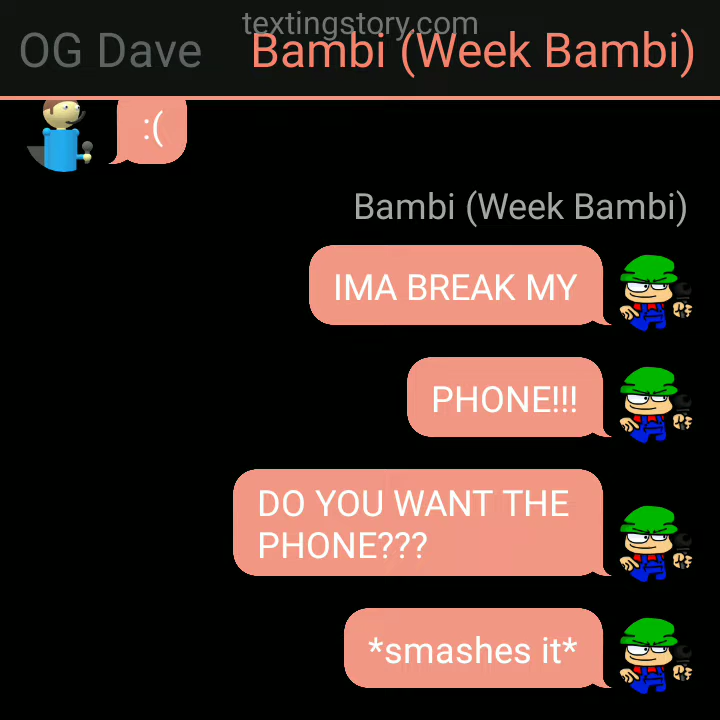 textingstory.com
OG Dave Bambi (Week Bambi)
:(
Bambi (Week Bambi)
IMA BREAK MY
PHONE!!!
DO YOU WANT THE
PHONE???
*smashes it*